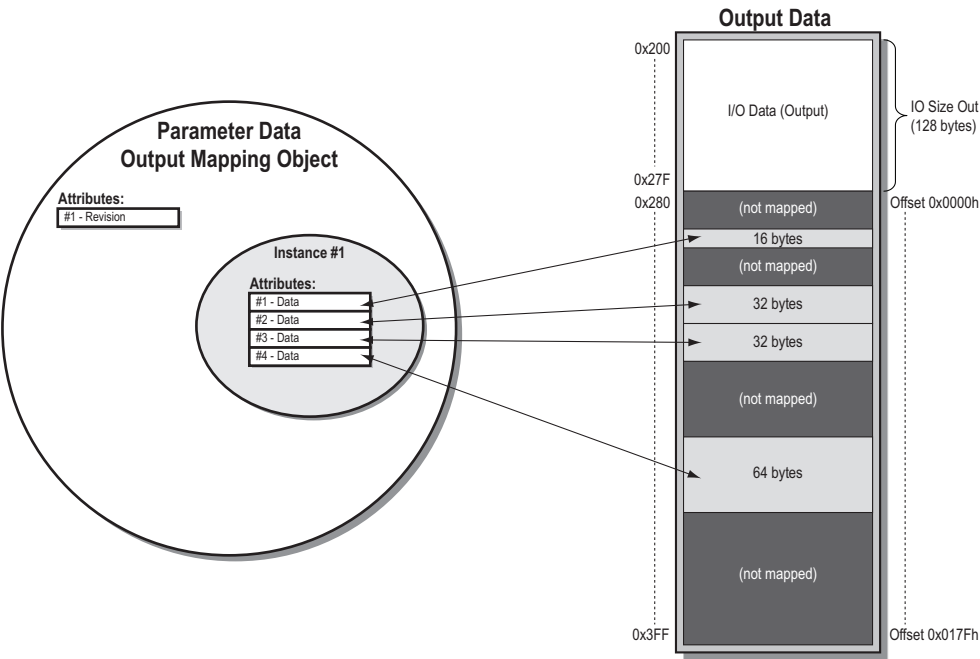 Parameter Data
Output Mapping Object
Attributes:
#1 - Revision
Instance #1
Attributes:
#1 - Data
#2 - Data
#3 - Data
#4 - Data
Output Data
0x200
I/O Data (Output)
IO Size Out
(128 bytes)
0x27F
0x280
(not mapped)
Offset 0x0000h
16 bytes
(not mapped)
32 bytes
32 bytes
(not mapped)
64 bytes
(not mapped)
0x3FF
Offset 0x017Fh